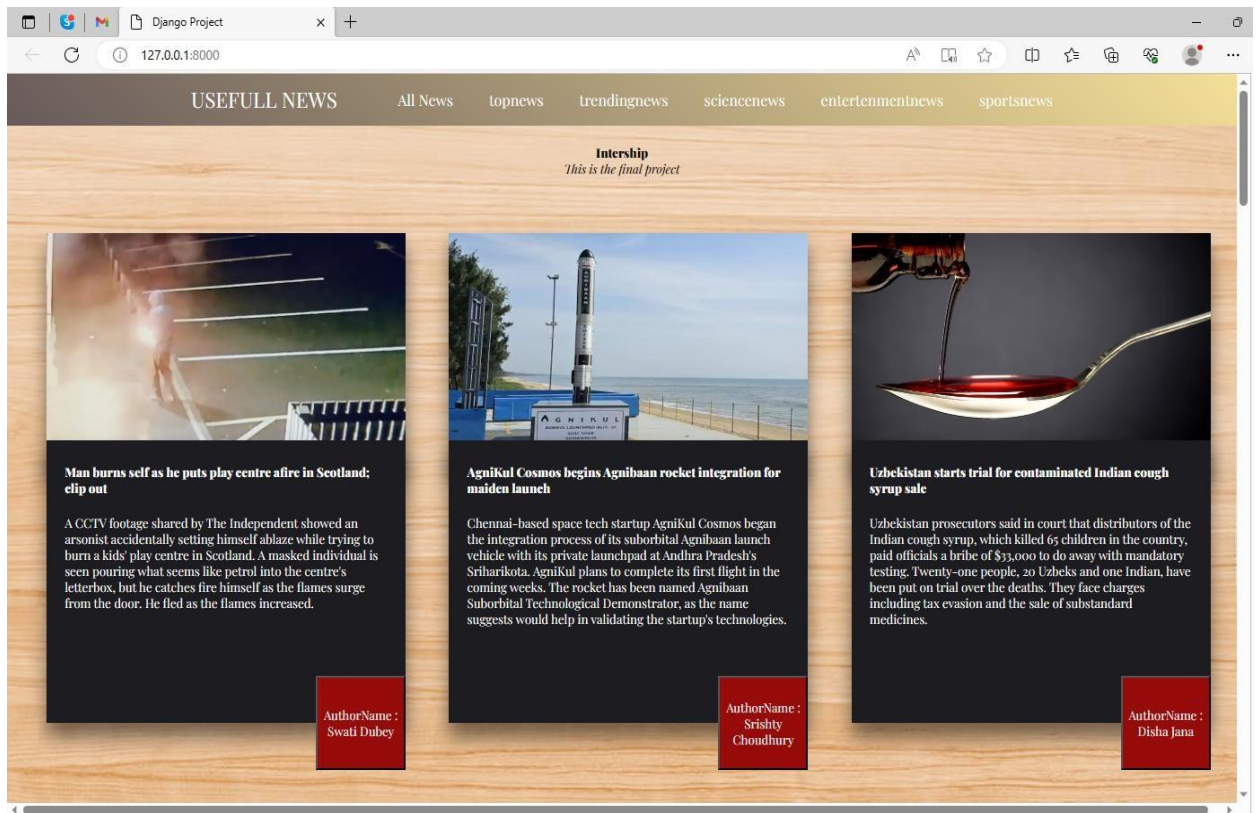 Django Project
127.0.0.1:8000
USEFULL NEWS All News topnews trendingnews sciencenews entertenmentnews sportsnews
Intership
This is the final project
AGNIKUL
Man burns self as he puts play centre afire in Scotland;
clip out
A CCTV footage shared by The Independent showed an
arsonist accidentally setting himself ablaze while trying to
burn a kids' play centre in Scotland. A masked individual is
seen pouring what seems like petrol into the centre's
letterbox, but he catches fire himself as the flames surge
from the door. He fled as the flames increased.
AuthorName :
Swati Dubey
AgniKul Cosmos begins Agnibaan rocket integration for
maiden launch
Chennai-based space tech startup AgniKul Cosmos began
the integration process of its suborbital Agnibaan launch
vehicle with its private launchpad at Andhra Pradesh's
Sriharikota. AgniKul plans to complete its first flight in the
coming weeks. The rocket has been named Agnibaan
Suborbital Technological Demonstrator, as the name
suggests would help in validating the startup's technologies.
AuthorName :
Srishty
Choudhury
Uzbekistan starts trial for contaminated Indian cough
syrup sale
Uzbekistan prosecutors said in court that distributors of the
Indian cough syrup, which killed 65 children in the country,
paid officials a bribe of $33,000 to do away with mandatory
testing. Twenty-one people, 20 Uzbeks and one Indian, have
been put on trial over the deaths. They face charges
including tax evasion and the sale of substandard
medicines.
AuthorName :
Disha Jana